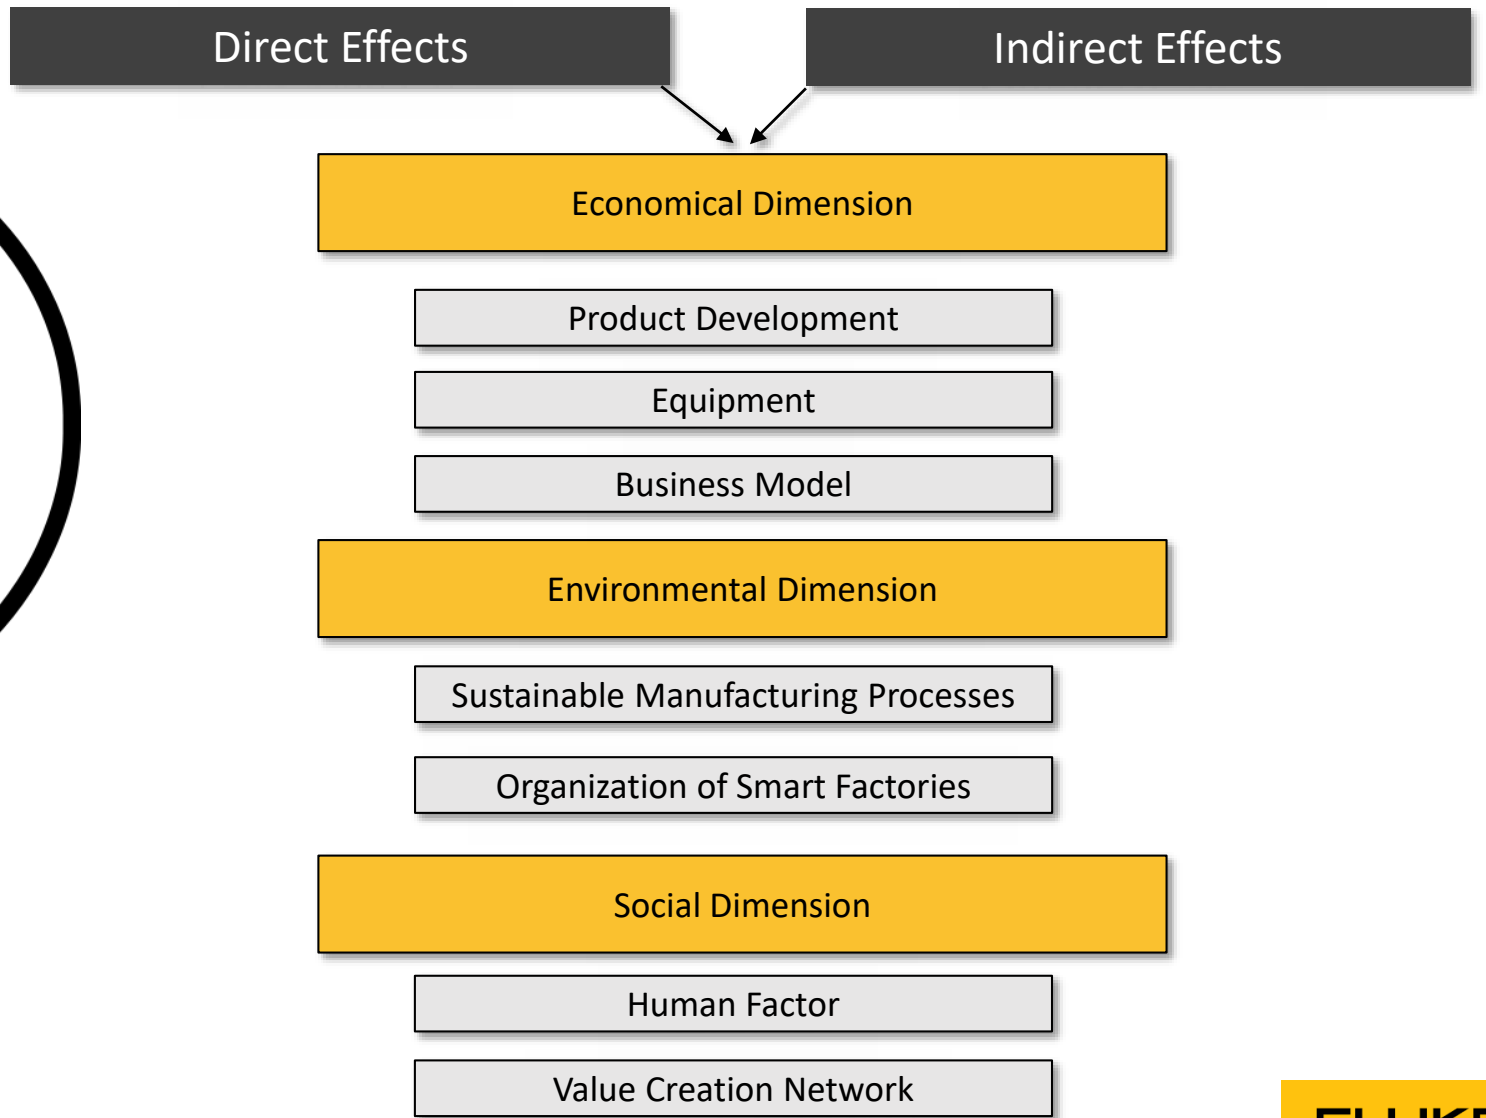 Direct Effects
Indirect Effects
Economical Dimension
Product Development
Equipment
Business Model
Environmental Dimension
Sustainable Manufacturing Processes
Organization of Smart Factories
Social Dimension
Human Factor
Value Creation Network